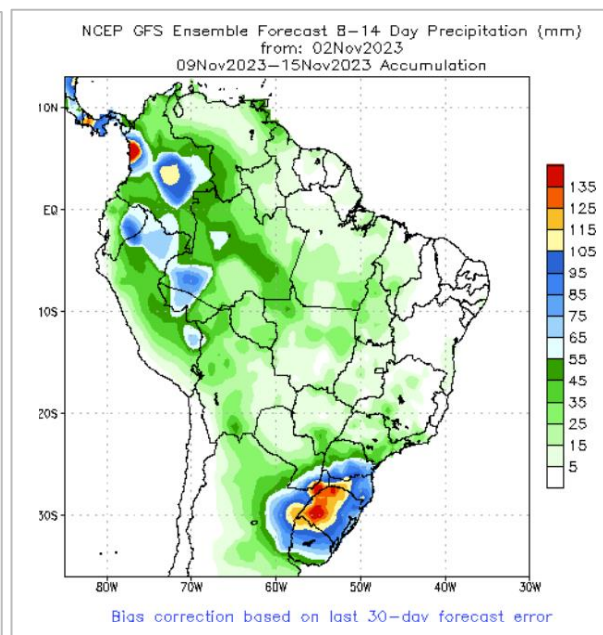 NCEP GFS Ensemble Forecast 8-14 Day Precipitation (mm)
from: 02Nov2023
09Nov2023-15Nov2023 Accumulation
10N
EQ
10S
20S
30S
80W
70W
60W
50W
40W
30W
135
125
115
105
95
85
75
65
55
45
35
25
15
5
Bias correction based on last 30-day forecast error